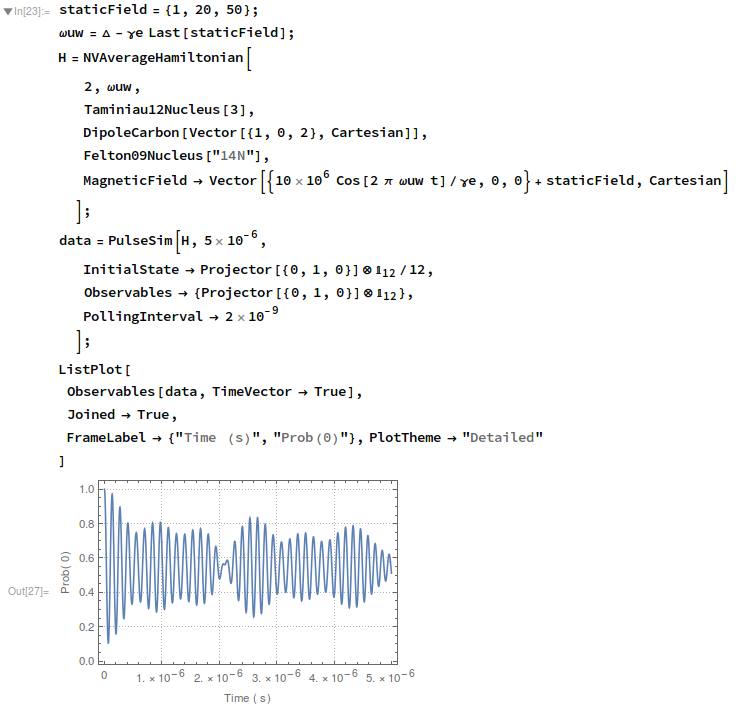 In[23]:= staticField = {1, 20, 50};
ωuw = Δ - γe Last[staticField];
H = NVAverageHamiltonian[
2, ωuw,
Taminiau12Nucleus[3],
DipoleCarbon[Vector[{1, 0, 2}, Cartesian]],
Felton09Nucleus["14N"],
MagneticField → Vector[{10 × 10^6 Cos[2 π ωuw t] / γe, 0, 0} + staticField, Cartesian]
];
data = PulseSim[H, 5 × 10^-6,
InitialState → Projector[{0, 1, 0}] ⊗ 𝟙₁₂ / 12,
Observables → {Projector[{0, 1, 0}] ⊗ 𝟙₁₂},
PollingInterval → 2 × 10^-9
];
ListPlot[
Observables[data, TimeVector → True],
Joined → True,
FrameLabel → {"Time (s)", "Prob(0)"}, PlotTheme → "Detailed"
]
Out[27]=
Prob( 0)
1.0
0.8
0.6
0.4
0.2
0.0
0 1. × 10^-6 2. × 10^-6 3. × 10^-6 4. × 10^-6 5. × 10^-6
Time ( s)